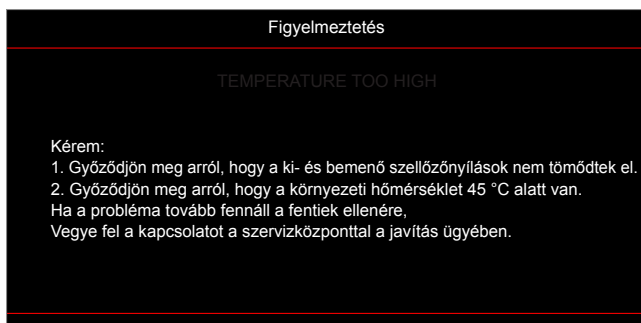 Figyelmeztetés
TEMPERATURE TOO HIGH
Kérem:
1. Győződjön meg arról, hogy a ki- és bemenő szellőzőnyílások nem tömődtek el.
2. Győződjön meg arról, hogy a környezeti hőmérséklet 45 °C alatt van.
Ha a probléma tovább fennáll a fentiek ellenére,
Vegye fel a kapcsolatot a szervizközponttal a javítás ügyében.